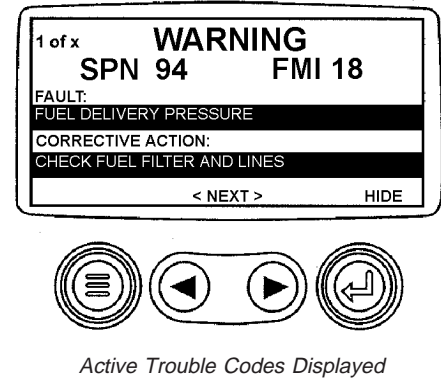 1 of x WARNING
SPN 94 FMI 18
FAULT:
FUEL DELIVERY PRESSURE
CORRECTIVE ACTION:
CHECK FUEL FILTER AND LINES
< NEXT > HIDE
Active Trouble Codes Displayed